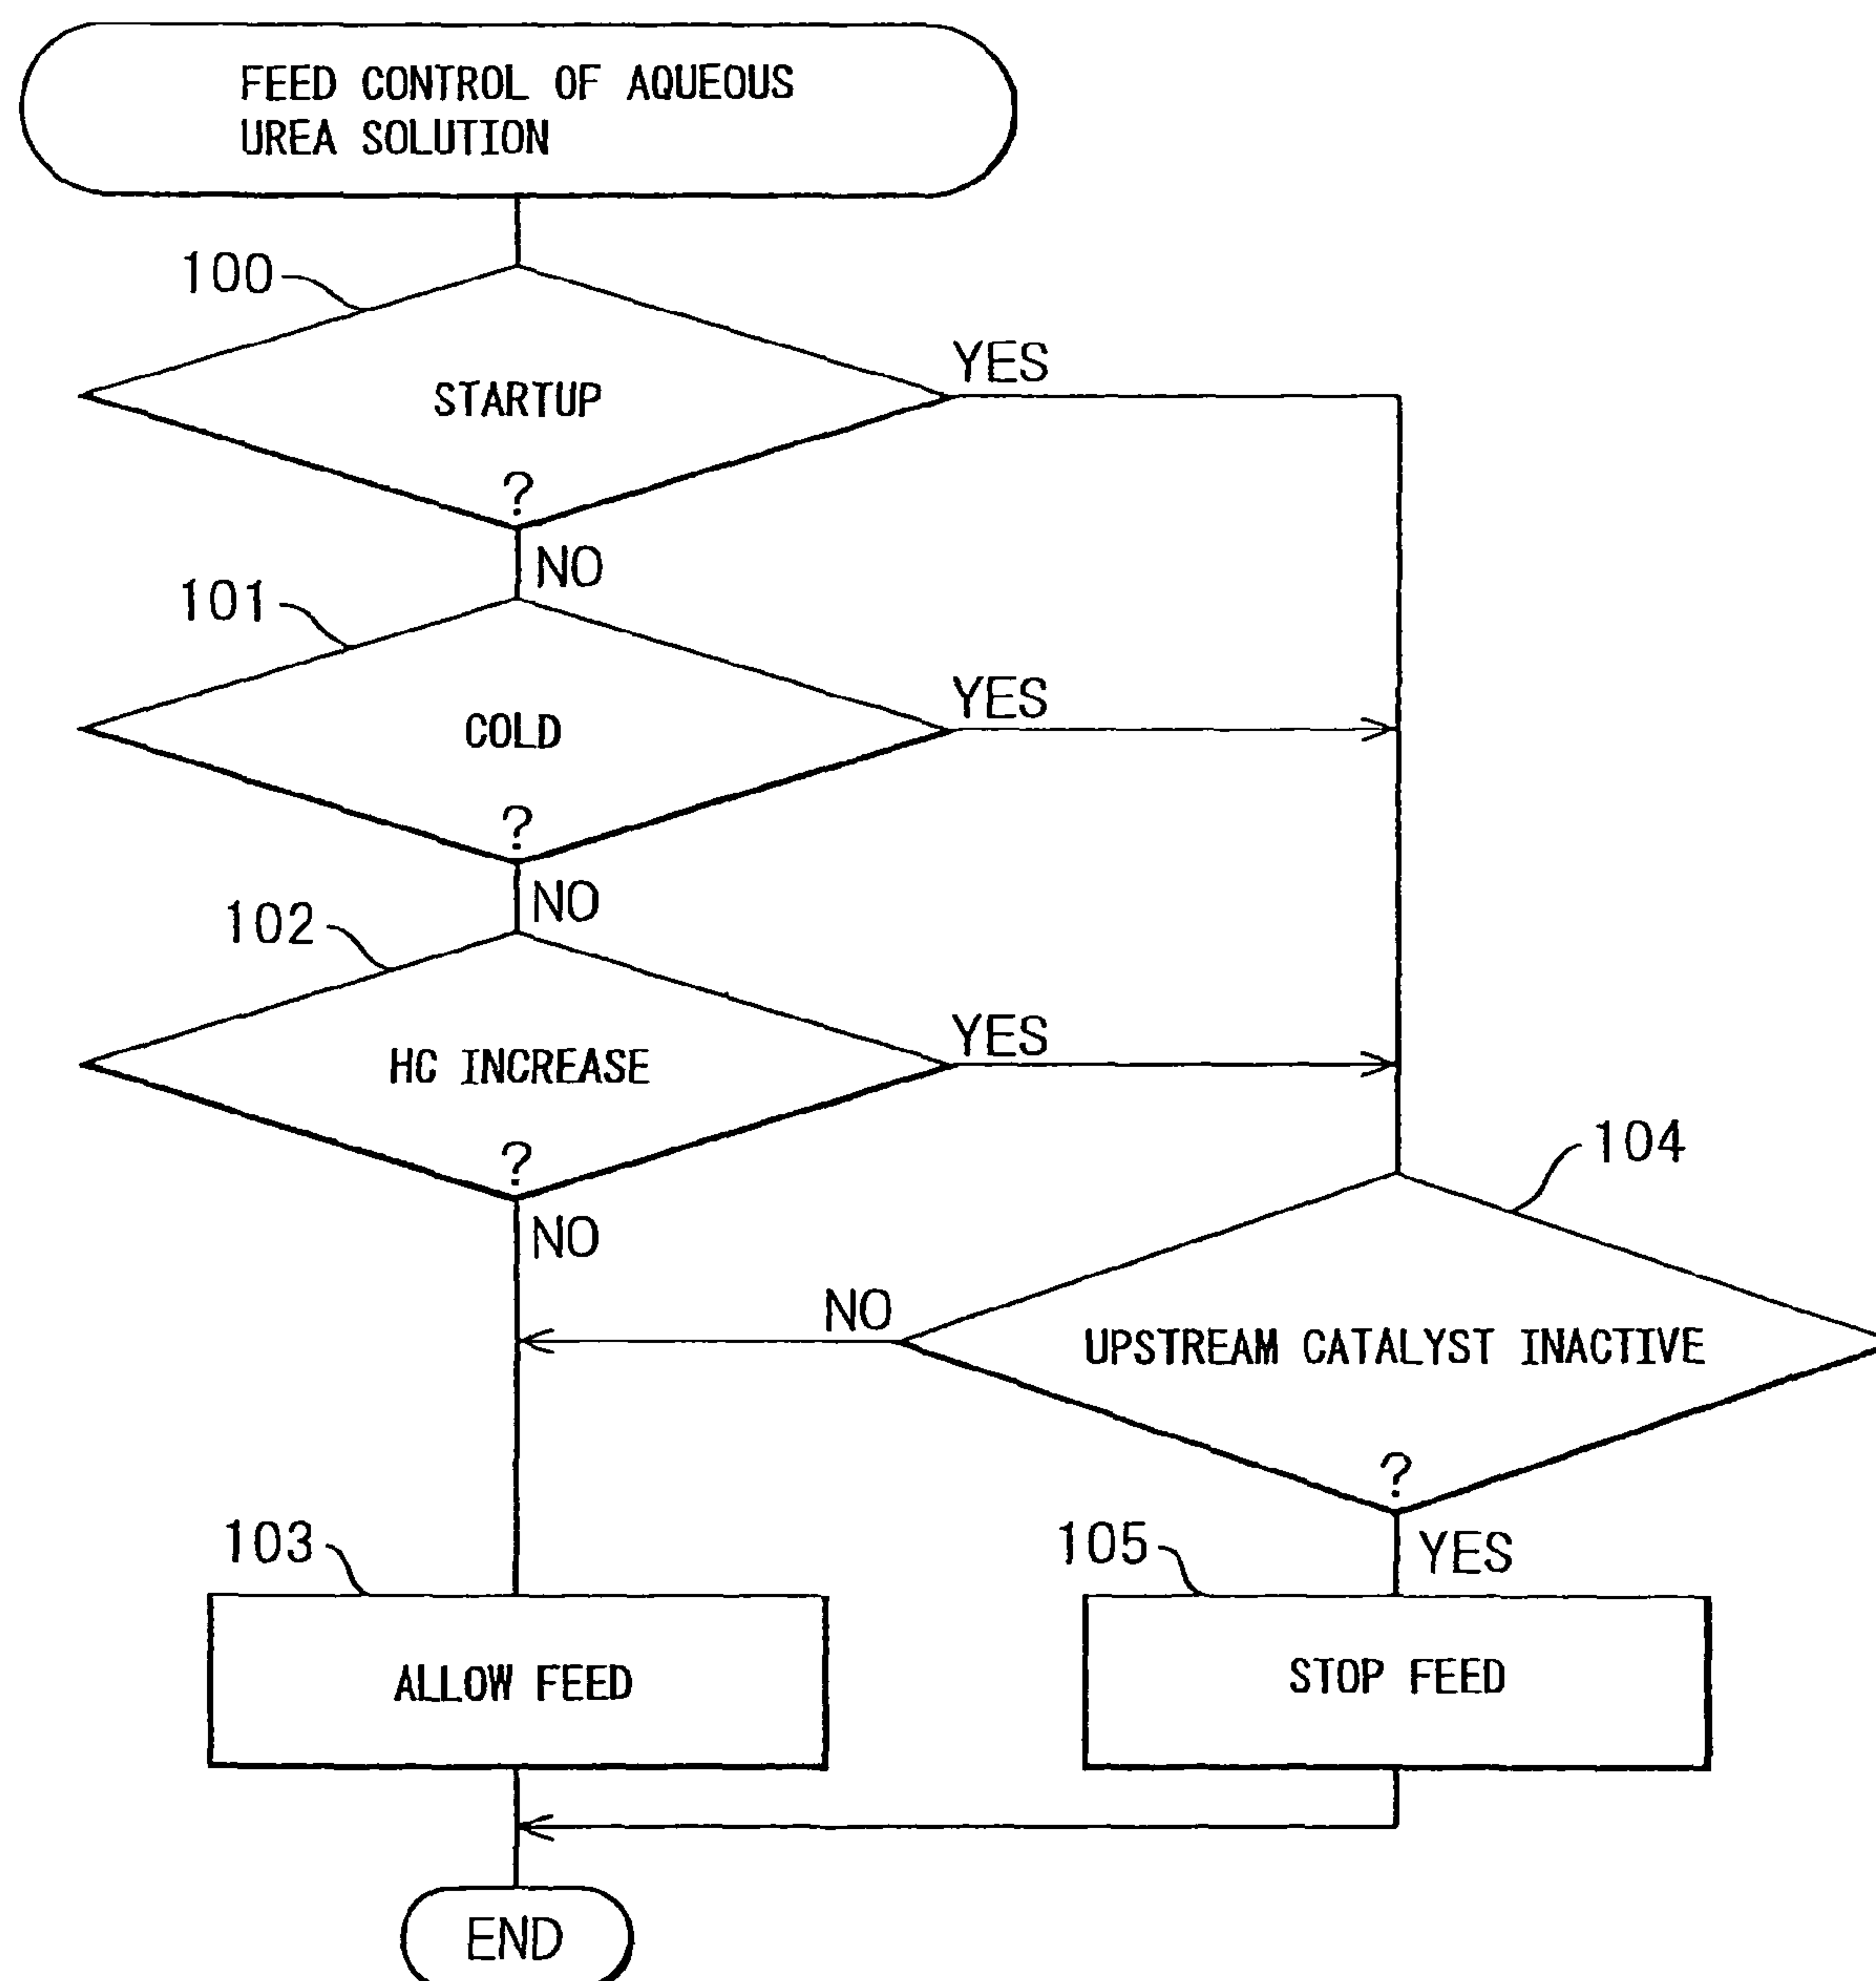 FEED CONTROL OF AQUEOUS
UREA SOLUTION
100
STARTUP
?
YES
NO
101
COLD
?
YES
NO
102
HC INCREASE
?
YES
NO
104
UPSTREAM CATALYST INACTIVE
?
NO
YES
103
ALLOW FEED
105
STOP FEED
END